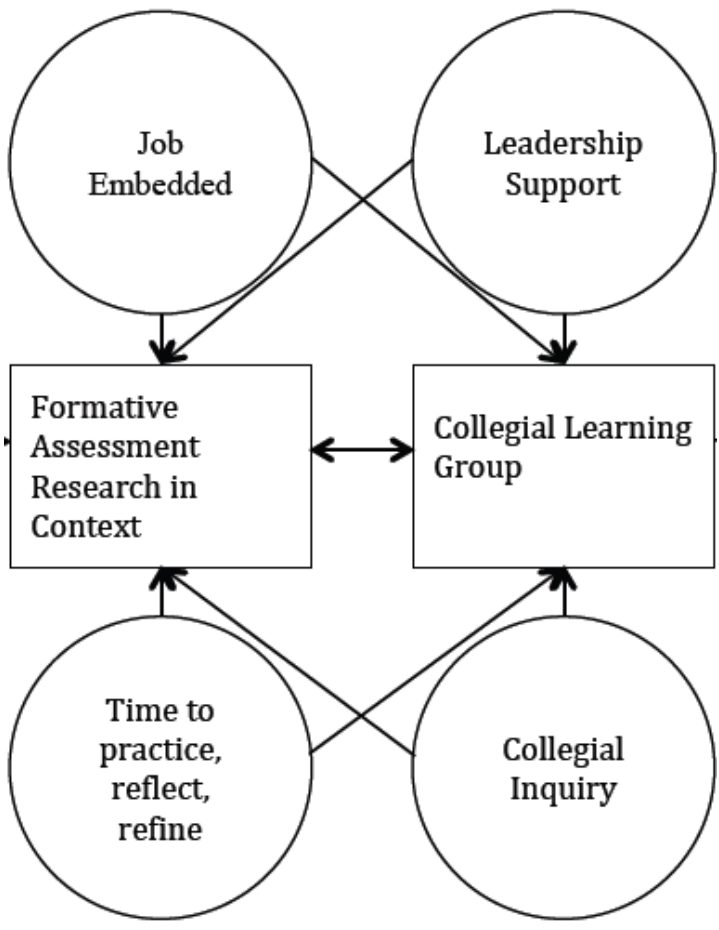 Job
Embedded
Leadership
Support
Formative
Assessment
Research in
Context
Collegial Learning
Group
Time to
practice,
reflect,
refine
Collegial
Inquiry